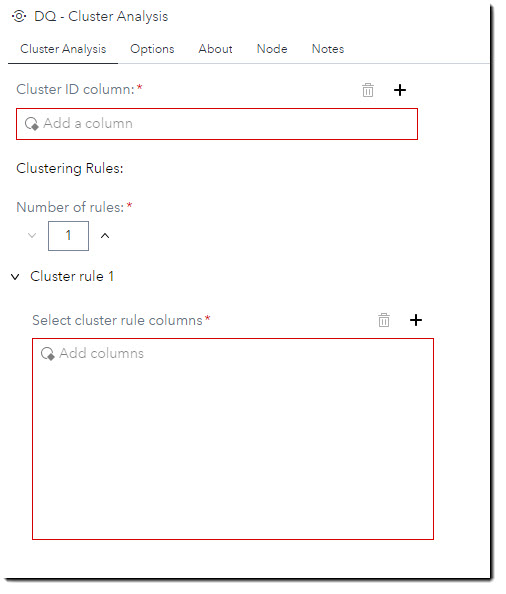 DQ - Cluster Analysis
Cluster Analysis Options About Node Notes
Cluster ID column:*
Add a column
Clustering Rules:
Number of rules:*
1
Cluster rule 1
Select cluster rule columns*
Add columns